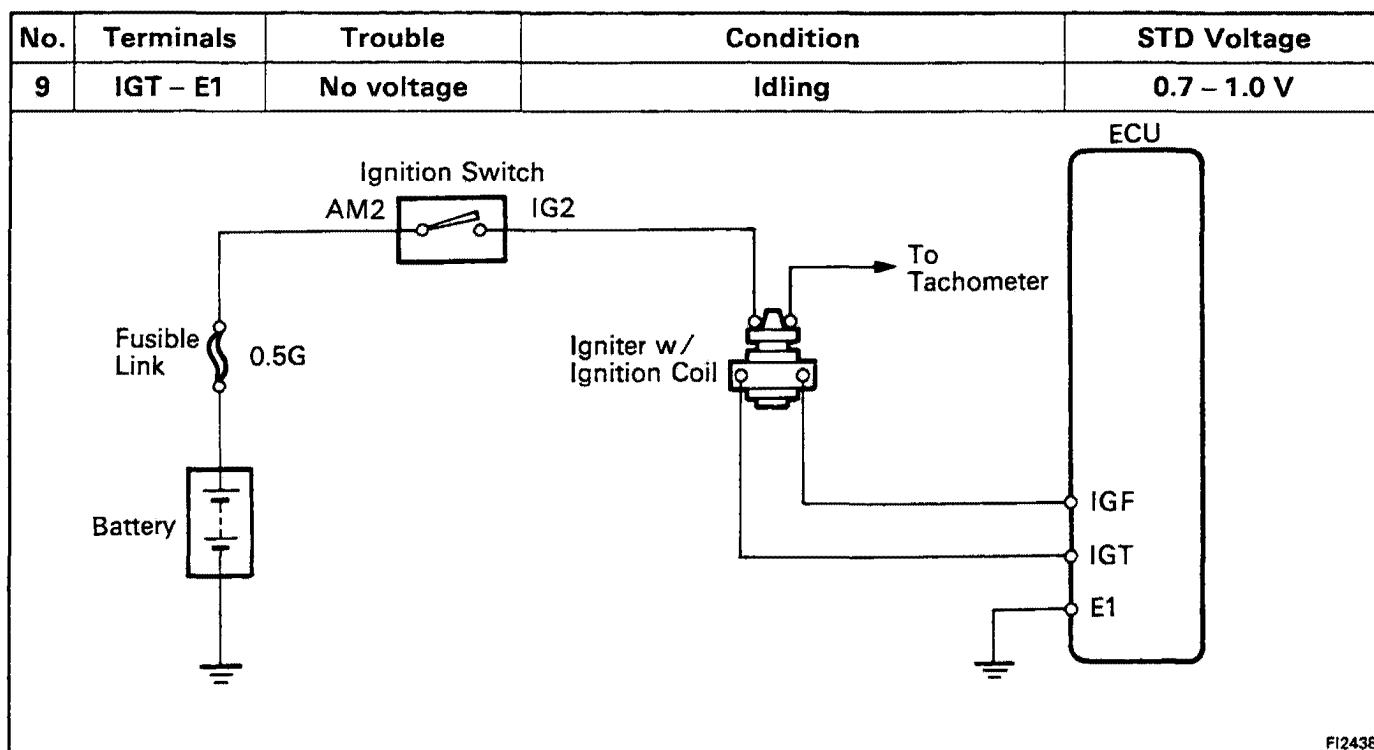 No. Terminals Trouble Condition STD Voltage
9 IGT – E1 No voltage Idling 0.7 – 1.0 V
ECU
Ignition Switch
AM2 IG2
To
Tachometer
Fusible
Link
0.5G
Igniter w/
Ignition Coil
Battery
IGF
IGT
E1
FI2438